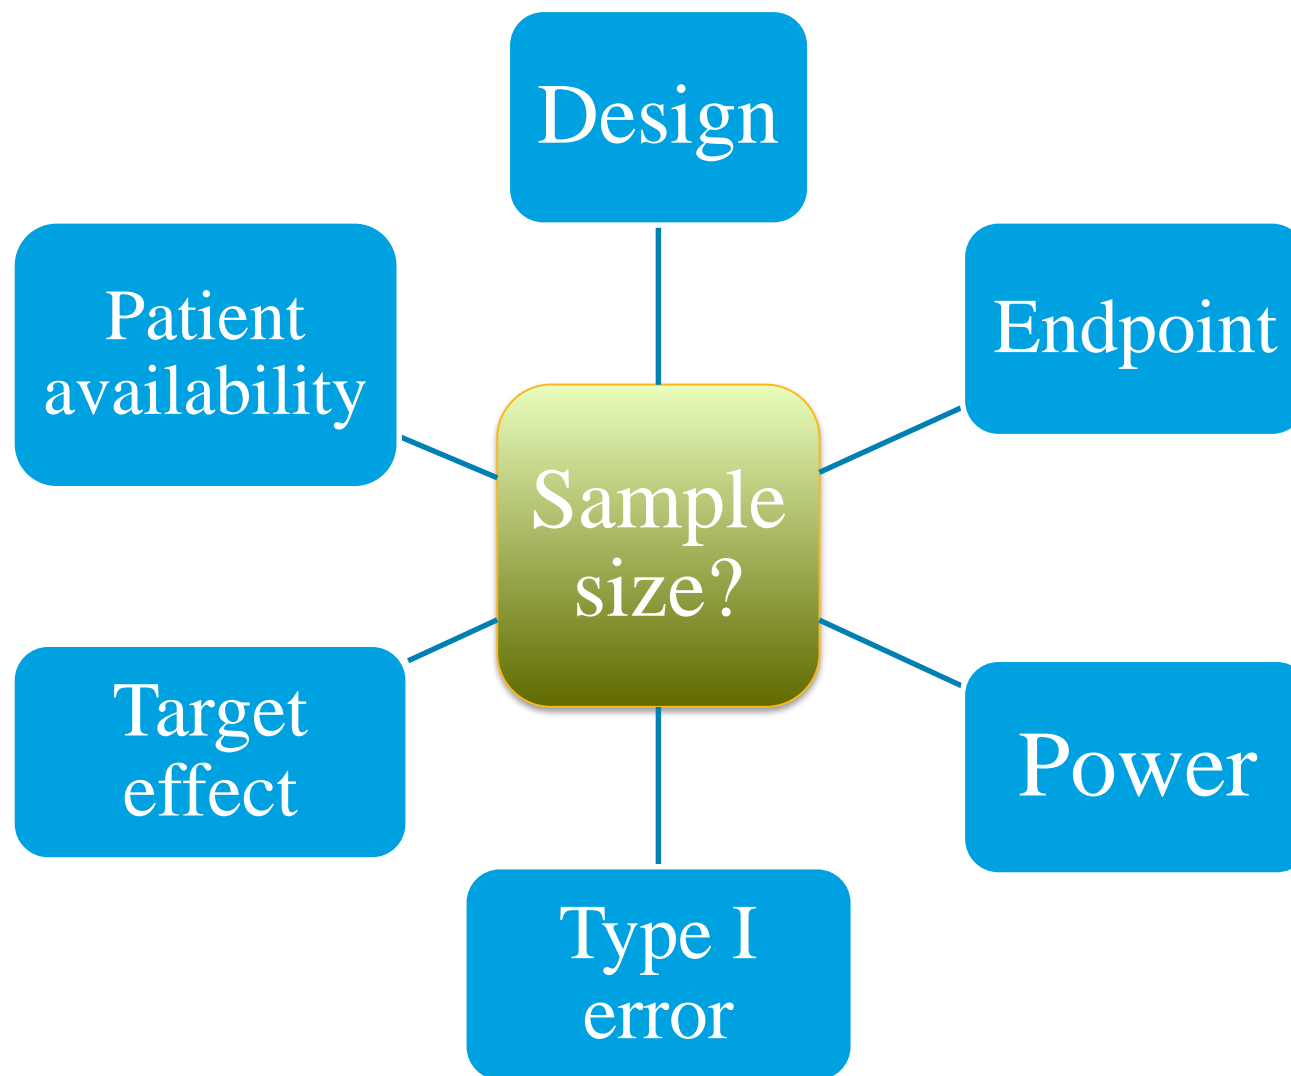 Design
Patient
availability
Endpoint
Sample
size?
Target
effect
Power
Type I
error